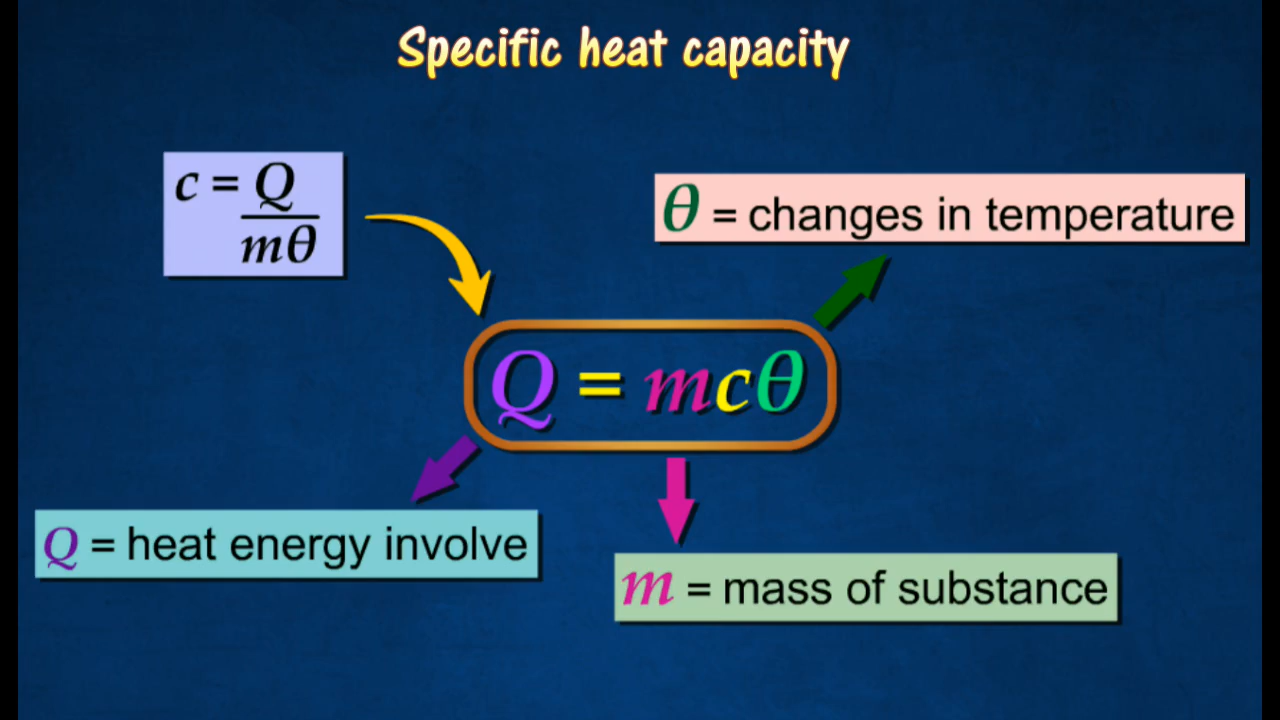 Specific heat capacity
c = Q
mθ
θ = changes in temperature
Q = mcθ
Q = heat energy involve
m = mass of substance